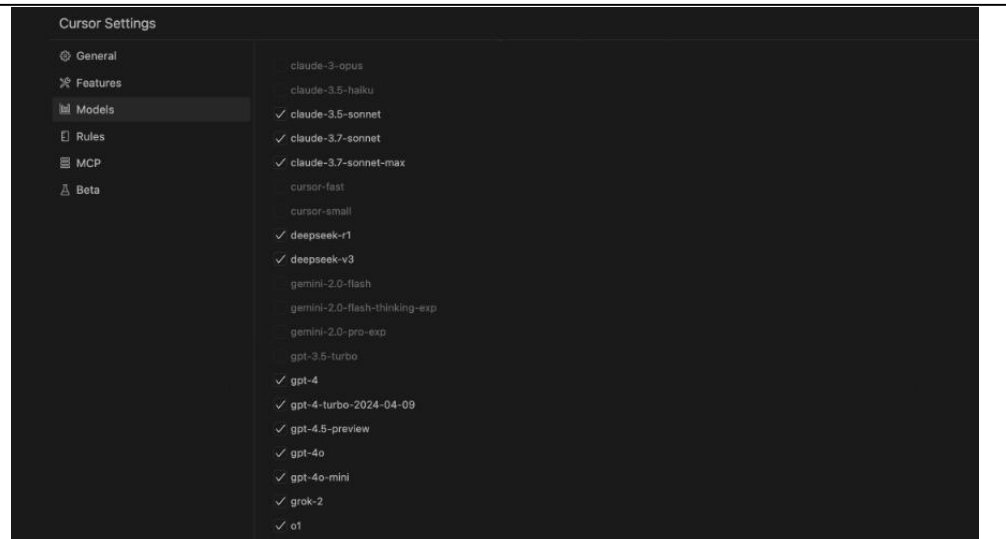 Cursor Settings
General
Features
Models
Rules
MCP
Beta
claude-3-opus
claude-3.5-haiku
claude-3.5-sonnet
claude-3.7-sonnet
claude-3.7-sonnet-max
cursor-fast
cursor-small
deepseek-r1
deepseek-v3
gemini-2.0-flash
gemini-2.0-flash-thinking-exp
gemini-2.0-pro-exp
gpt-3.5-turbo
gpt-4
gpt-4-turbo-2024-04-09
gpt-4.5-preview
gpt-4o
gpt-4o-mini
grok-2
o1